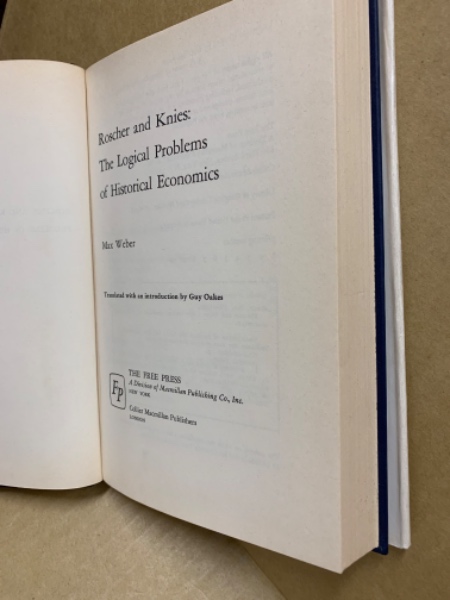 Roscher and Knies:
The Logical Problems
of Historical Economics
Max Weber
Translated with an introduction by Guy Oakes
FP
THE FREE PRESS
A Division of Macmillan Publishing Co., Inc.
NEW YORK
Collier Macmillan Publishers
LONDON